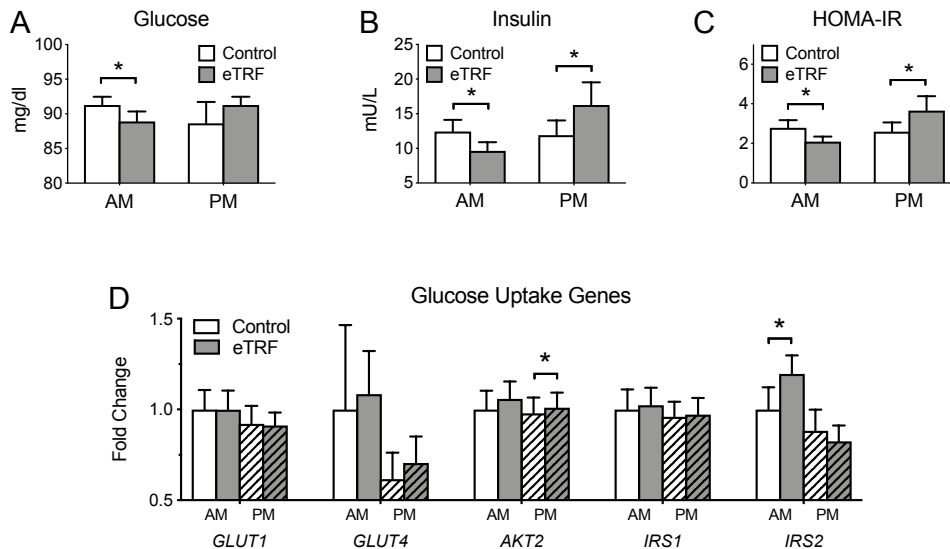 A
Glucose
mg/dl
100
95
90
85
80
Control
eTRF
*
AM
PM
B
Insulin
mU/L
25
20
15
10
5
Control
eTRF
*
*
AM
PM
C
HOMA-IR
6
4
2
0
Control
eTRF
*
*
AM
PM
D
Glucose Uptake Genes
Fold Change
1.5
1.0
0.5
Control
eTRF
*
*
AM PM AM PM AM PM AM PM AM PM
GLUT1 GLUT4 AKT2 IRS1 IRS2